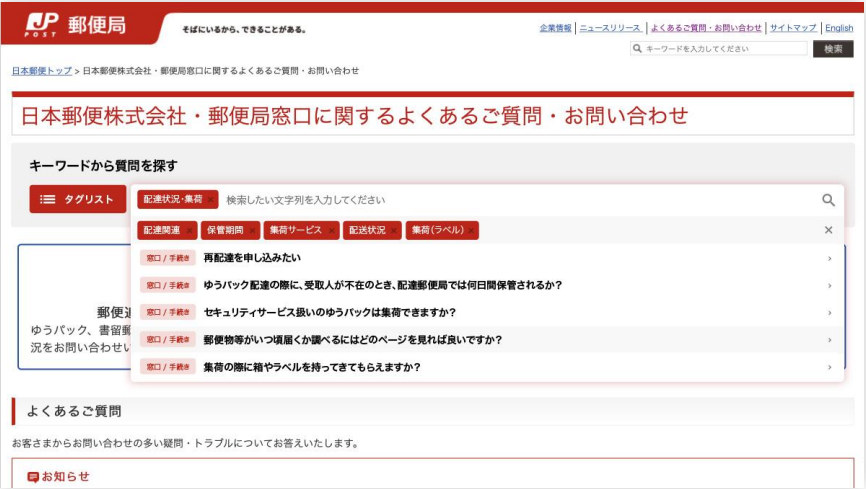 JP 郵便局
POST
そばにいるから、できることがある。
企業情報 | ニュースリリース | よくあるご質問・お問い合わせ | サイトマップ | English
キーワードを入力してください 検索
日本郵便トップ > 日本郵便株式会社・郵便局窓口に関するよくあるご質問・お問い合わせ
日本郵便株式会社・郵便局窓口に関するよくあるご質問・お問い合わせ
キーワードから質問を探す
タグリスト 配達状況・集荷 × 検索したい文字列を入力してください
配達関連 × 保管期間 × 集荷サービス × 配送状況 × 集荷(ラベル) × ×
窓口 / 手続き 再配達を申し込みたい
窓口 / 手続き ゆうパック配達の際に、受取人が不在のとき、配達郵便局では何日間保管されるか?
窓口 / 手続き セキュリティサービス扱いのゆうパックは集荷できますか?
郵便追
ゆうパック、書留郵
窓口 / 手続き 郵便物等がいつ頃届くか調べるにはどのページを見れば良いですか?
況をお問い合わせい
窓口 / 手続き 集荷の際に箱やラベルを持ってきてもらえますか?
よくあるご質問
お客さまからお問い合わせの多い疑問・トラブルについてお答えいたします。
お知らせ